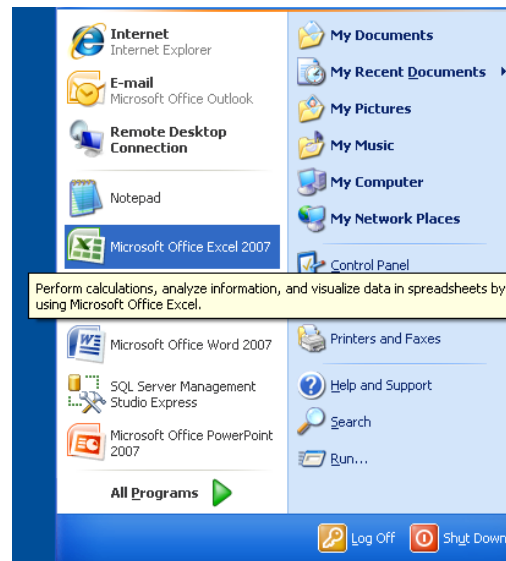 Internet
Internet Explorer
E-mail
Microsoft Office Outlook
Remote Desktop
Connection
Notepad
Microsoft Office Excel 2007
Perform calculations, analyze information, and visualize data in spreadsheets by
using Microsoft Office Excel.
Microsoft Office Word 2007
SQL Server Management
Studio Express
Microsoft Office PowerPoint
2007
All Programs
My Documents
My Recent Documents
My Pictures
My Music
My Computer
My Network Places
Control Panel
Printers and Faxes
Help and Support
Search
Run...
Log Off
Shut Down